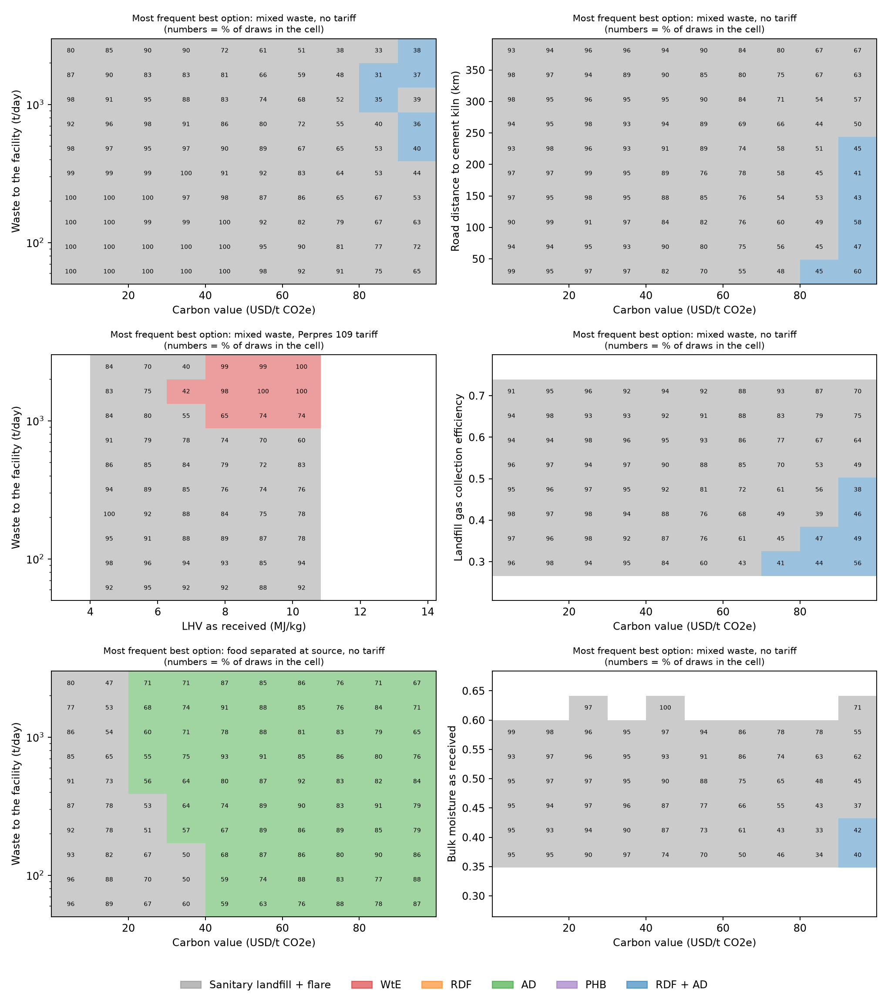 Most frequent best option: mixed waste, no tariff
(numbers = % of draws in the cell)
Waste to the facility (t/day)
10³
10²
80 85 90 90 72 61 51 38 33 38
87 90 83 83 81 66 59 48 31 37
98 91 95 88 83 74 68 52 35 39
92 96 98 91 86 80 72 55 40 36
98 97 95 97 90 89 67 65 53 40
99 99 99 100 91 92 83 64 53 44
100 100 100 97 98 87 86 65 67 53
100 100 99 99 100 92 82 79 67 63
100 100 100 100 100 95 90 81 77 72
100 100 100 100 100 98 92 91 75 65
20 40 60 80
Carbon value (USD/t CO2e)
Most frequent best option: mixed waste, no tariff
(numbers = % of draws in the cell)
Road distance to cement kiln (km)
350
300
250
200
150
100
50
93 94 96 96 94 90 84 80 67 67
98 97 94 89 90 85 80 75 67 63
98 95 96 95 95 90 84 71 54 57
94 95 98 93 94 89 69 66 44 50
93 98 96 93 91 89 74 58 51 45
97 97 99 95 89 76 78 58 45 41
97 95 98 95 88 85 76 54 53 43
90 99 91 97 84 82 76 60 49 58
94 94 95 93 90 80 75 56 45 47
99 95 97 97 82 70 55 48 45 60
20 40 60 80
Carbon value (USD/t CO2e)
Most frequent best option: mixed waste, Perpres 109 tariff
(numbers = % of draws in the cell)
Waste to the facility (t/day)
10³
10²
84 70 40 99 99 100
83 75 42 98 100 100
84 80 55 65 74 74
91 79 78 74 70 60
86 85 84 79 72 83
94 89 85 76 74 76
100 92 88 84 75 78
95 91 88 89 87 78
98 96 94 93 85 94
92 95 92 92 88 92
4 6 8 10 12 14
LHV as received (MJ/kg)
Most frequent best option: mixed waste, no tariff
(numbers = % of draws in the cell)
Landfill gas collection efficiency
0.7
0.6
0.5
0.4
0.3
91 95 96 92 94 92 88 93 87 70
94 98 93 93 92 91 88 83 79 75
94 94 98 96 95 93 86 77 67 64
96 97 94 97 90 88 85 70 53 49
95 96 97 95 92 81 72 61 56 38
98 97 98 94 88 76 68 49 39 46
97 96 98 92 87 76 61 45 47 49
96 98 94 95 84 60 43 41 44 56
20 40 60 80
Carbon value (USD/t CO2e)
Most frequent best option: food separated at source, no tariff
(numbers = % of draws in the cell)
Waste to the facility (t/day)
10³
10²
80 47 71 71 87 85 86 76 71 67
77 53 68 74 91 88 85 76 84 71
86 54 60 71 78 88 81 83 79 65
85 65 55 75 93 91 85 86 80 76
91 73 56 64 80 87 92 83 82 84
87 78 53 64 74 89 90 83 91 79
92 78 51 57 67 89 86 89 85 79
93 82 67 50 68 87 86 80 90 86
96 88 70 50 59 74 88 83 77 88
96 89 67 60 59 63 76 88 78 87
20 40 60 80
Carbon value (USD/t CO2e)
Most frequent best option: mixed waste, no tariff
(numbers = % of draws in the cell)
Bulk moisture as received
0.65
0.60
0.55
0.50
0.45
0.40
0.35
0.30
97 100 71
99 98 96 95 97 94 86 78 78 55
93 97 96 95 93 91 86 74 63 62
95 97 97 95 90 88 75 65 48 45
95 94 97 96 87 77 66 55 43 37
95 93 94 90 87 73 61 43 33 42
95 95 90 97 74 70 50 46 34 40
20 40 60 80
Carbon value (USD/t CO2e)
Sanitary landfill + flare WtE RDF AD PHB RDF + AD